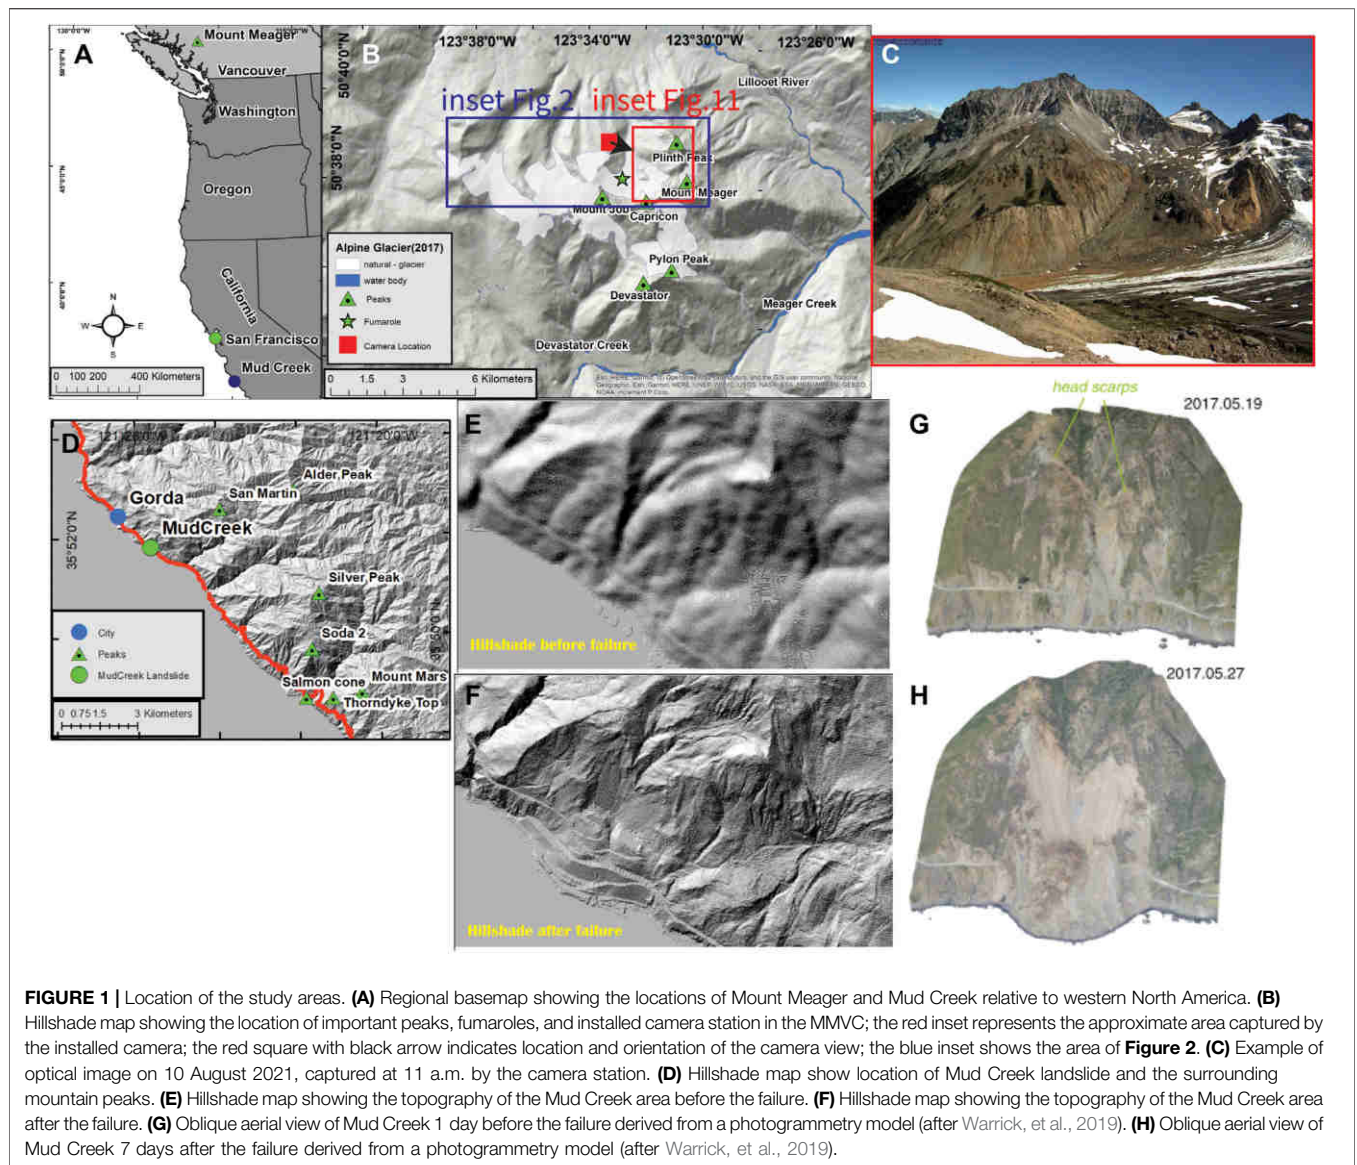 A
Mount Meager
Vancouver
Washington
Oregon
California
San Francisco
Mud Creek
N
W
E
S
0 100 200 400 Kilometers
B
123°38'0"W
123°34'0"W
123°30'0"W
123°26'0"W
50°40'0"N
50°38'0"N
Lillooet River
inset Fig.2
inset Fig.11
Plinth Peak
Mount Meager
Mount Job
Capricon
Pylon Peak
Devastator
Meager Creek
Devastator Creek
Alpine Glacier(2017)
natural - glacier
water body
Peaks
Fumarole
Camera Location
0 1.5 3 6 Kilometers
C
D
121°20'0"W
35°52'0"N
Alder Peak
San Martin
Gorda
MudCreek
Silver Peak
Soda 2
Salmon cone
Mount Mars
Thorndyke Top
City
Peaks
MudCreek Landslide
0 0.75 1.5 3 Kilometers
E
Hillshade before failure
F
Hillshade after failure
head scarps
G
2017.05.19
H
2017.05.27
FIGURE 1 | Location of the study areas. (A) Regional basemap showing the locations of Mount Meager and Mud Creek relative to western North America. (B)
Hillshade map showing the location of important peaks, fumaroles, and installed camera station in the MMVC; the red inset represents the approximate area captured by
the installed camera; the red square with black arrow indicates location and orientation of the camera view; the blue inset shows the area of Figure 2. (C) Example of
optical image on 10 August 2021, captured at 11 a.m. by the camera station. (D) Hillshade map show location of Mud Creek landslide and the surrounding
mountain peaks. (E) Hillshade map showing the topography of the Mud Creek area before the failure. (F) Hillshade map showing the topography of the Mud Creek area
after the failure. (G) Oblique aerial view of Mud Creek 1 day before the failure derived from a photogrammetry model (after Warrick, et al., 2019). (H) Oblique aerial view of
Mud Creek 7 days after the failure derived from a photogrammetry model (after Warrick, et al., 2019).